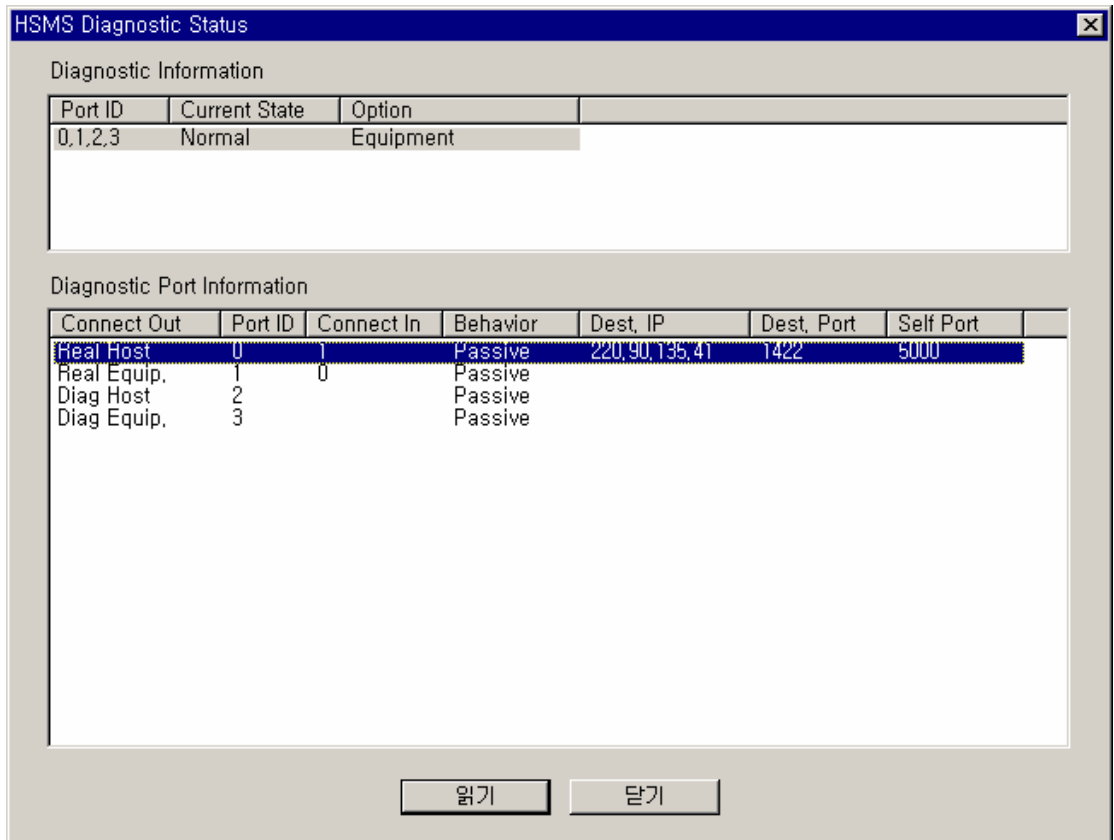 HSMS Diagnostic Status
Diagnostic Information
Port ID Current State Option
0,1,2,3 Normal Equipment
Diagnostic Port Information
Connect Out Port ID Connect In Behavior Dest, IP Dest, Port Self Port
Real Host 0 1 Passive 220,90,135,41 1422 5000
Real Equip, 1 0 Passive
Diag Host 2 Passive
Diag Equip, 3 Passive
읽기 닫기